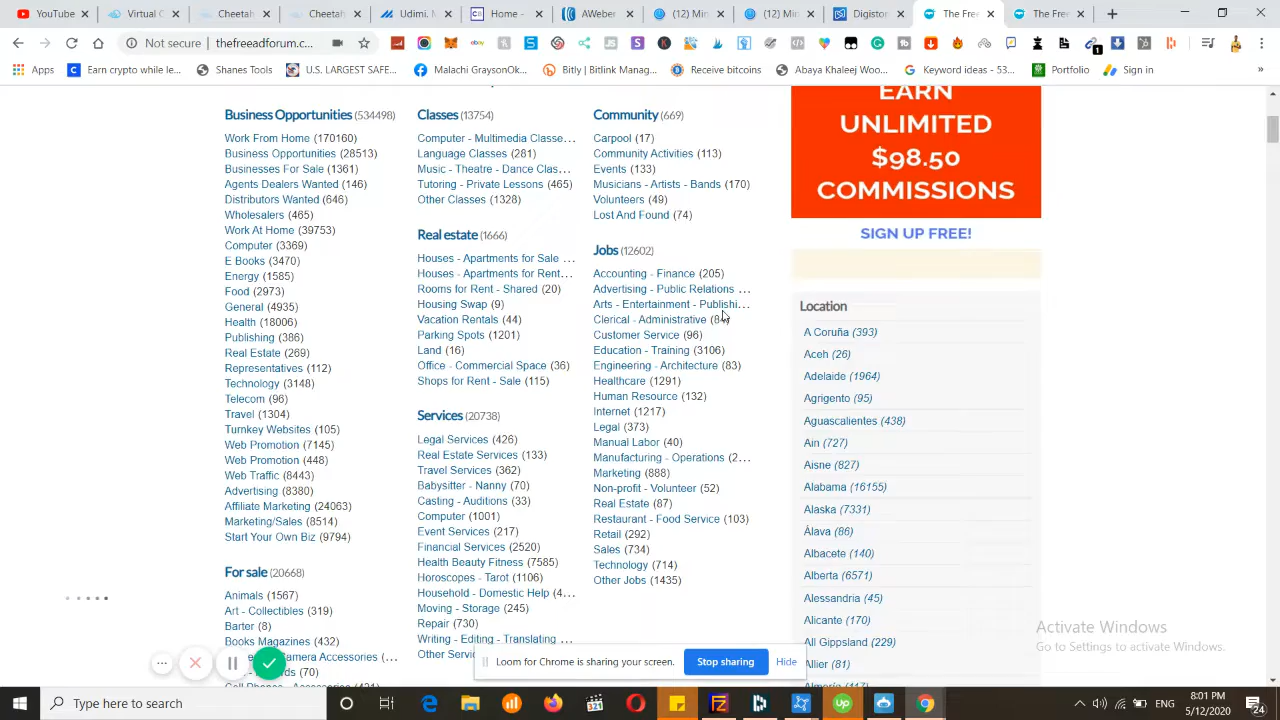 YouTube
Virtual C
Cheetah
Udimi. M
Home -
AWeber
(12) Min
(12) Min
Digistore
The Free
The Free
Not secure | thefreeadforum.c...
Apps
Earn crypto while le...
Shanes Tools
U.S. LARGEST SAFE...
Malachi GraysonOk...
Bitly | Bitlink Manag...
Receive bitcoins
Abaya Khaleej Woo...
Keyword ideas - 53...
Portfolio
Sign in
»
Business Opportunities (534498)
Work From Home (170160)
Business Opportunities (28513)
Businesses For Sale (1361)
Agents Dealers Wanted (146)
Distributors Wanted (646)
Wholesalers (465)
Work At Home (39753)
Computer (3369)
E Books (3470)
Energy (1585)
Food (2973)
General (4935)
Health (18006)
Publishing (386)
Real Estate (269)
Representatives (112)
Technology (3148)
Telecom (96)
Travel (1304)
Turnkey Websites (105)
Web Promotion (7145)
Web Promotion (448)
Web Traffic (8443)
Advertising (8380)
Affiliate Marketing (24063)
Marketing/Sales (8514)
Start Your Own Biz (9794)
For sale (20668)
Animals (1567)
Art - Collectibles (319)
Barter (8)
Books Magazines (432)
Camera Accessories (...
(70)
Cell Phones - Accessories (421)
Classes (13754)
Computer - Multimedia Classe...
Language Classes (281)
Music - Theatre - Dance Clas...
Tutoring - Private Lessons (465)
Other Classes (1328)
Real estate (1666)
Houses - Apartments for Sale ...
Houses - Apartments for Rent...
Rooms for Rent - Shared (20)
Housing Swap (9)
Vacation Rentals (44)
Parking Spots (1201)
Land (16)
Office - Commercial Space (36)
Shops for Rent - Sale (115)
Services (20738)
Legal Services (426)
Real Estate Services (133)
Travel Services (362)
Babysitter - Nanny (70)
Casting - Auditions (33)
Computer (1001)
Event Services (217)
Financial Services (2520)
Health Beauty Fitness (7585)
Horoscopes - Tarot (1106)
Household - Domestic Help (4...
Moving - Storage (245)
Repair (730)
Writing - Editing - Translating ...
Other Servi
Community (669)
Carpool (17)
Community Activities (113)
Events (133)
Musicians - Artists - Bands (170)
Volunteers (49)
Lost And Found (74)
Jobs (12602)
Accounting - Finance (205)
Advertising - Public Relations ...
Arts - Entertainment - Publishi...
Clerical - Administrative (84)
Customer Service (96)
Education - Training (3106)
Engineering - Architecture (83)
Healthcare (1291)
Human Resource (132)
Internet (1217)
Legal (373)
Manual Labor (40)
Manufacturing - Operations (2...
Marketing (888)
Non-profit - Volunteer (52)
Real Estate (87)
Restaurant - Food Service (103)
Retail (292)
Sales (734)
Technology (714)
Other Jobs (1435)
EARN
UNLIMITED
$98.50
COMMISSIONS
SIGN UP FREE!
Location
A Coruña (393)
Aceh (26)
Adelaide (1964)
Agrigento (95)
Aguascalientes (438)
Ain (727)
Aisne (827)
Alabama (16155)
Alaska (7331)
Álava (86)
Albacete (140)
Alberta (6571)
Alessandria (45)
Alicante (170)
All Gippsland (229)
Allier (81)
Almería (117)
Activate Windows
Go to Settings to activate Windows.
Loom for Chrome is sharing your screen.
Stop sharing
Hide
Type here to search
ENG
8:01 PM
5/12/2020
24